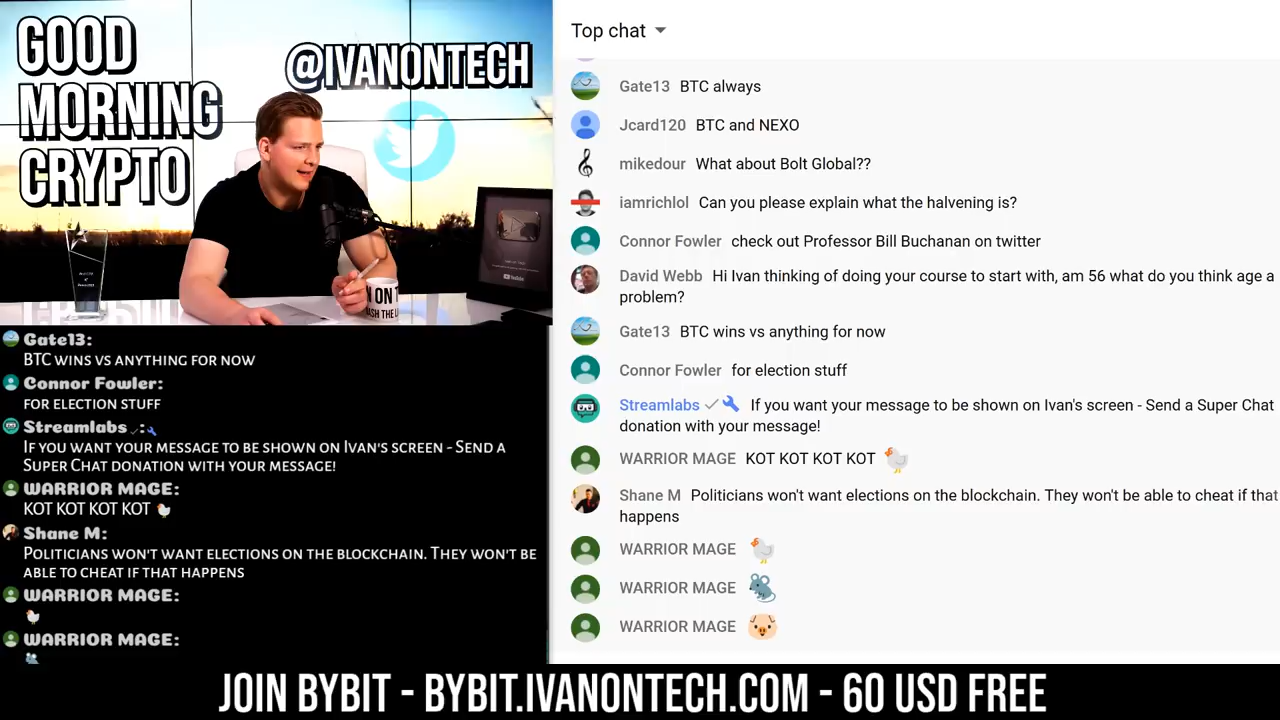 GOOD
MORNING
CRYPTO
@IVANONTECH
N ON T
ASH THE L
YouTube
Gate13:
BTC WINS VS ANYTHING FOR NOW
Connor Fowler:
FOR ELECTION STUFF
Streamlabs :
IF YOU WANT YOUR MESSAGE TO BE SHOWN ON IVAN'S SCREEN - SEND A
SUPER CHAT DONATION WITH YOUR MESSAGE!
WARRIOR MAGE:
KOT KOT KOT KOT 🐓
Shane M:
POLITICIANS WON'T WANT ELECTIONS ON THE BLOCKCHAIN. THEY WON'T BE
ABLE TO CHEAT IF THAT HAPPENS
WARRIOR MAGE:
🐓
WARRIOR MAGE:
🐁
Top chat
Gate13 BTC always
Jcard120 BTC and NEXO
mikedour What about Bolt Global??
iamrichlol Can you please explain what the halvening is?
Connor Fowler check out Professor Bill Buchanan on twitter
David Webb Hi Ivan thinking of doing your course to start with, am 56 what do you think age a
problem?
Gate13 BTC wins vs anything for now
Connor Fowler for election stuff
Streamlabs If you want your message to be shown on Ivan's screen - Send a Super Chat
donation with your message!
WARRIOR MAGE KOT KOT KOT KOT 🐓
Shane M Politicians won't want elections on the blockchain. They won't be able to cheat if that
happens
WARRIOR MAGE 🐓
WARRIOR MAGE 🐁
WARRIOR MAGE 🐷
JOIN BYBIT - BYBIT.IVANONTECH.COM - 60 USD FREE